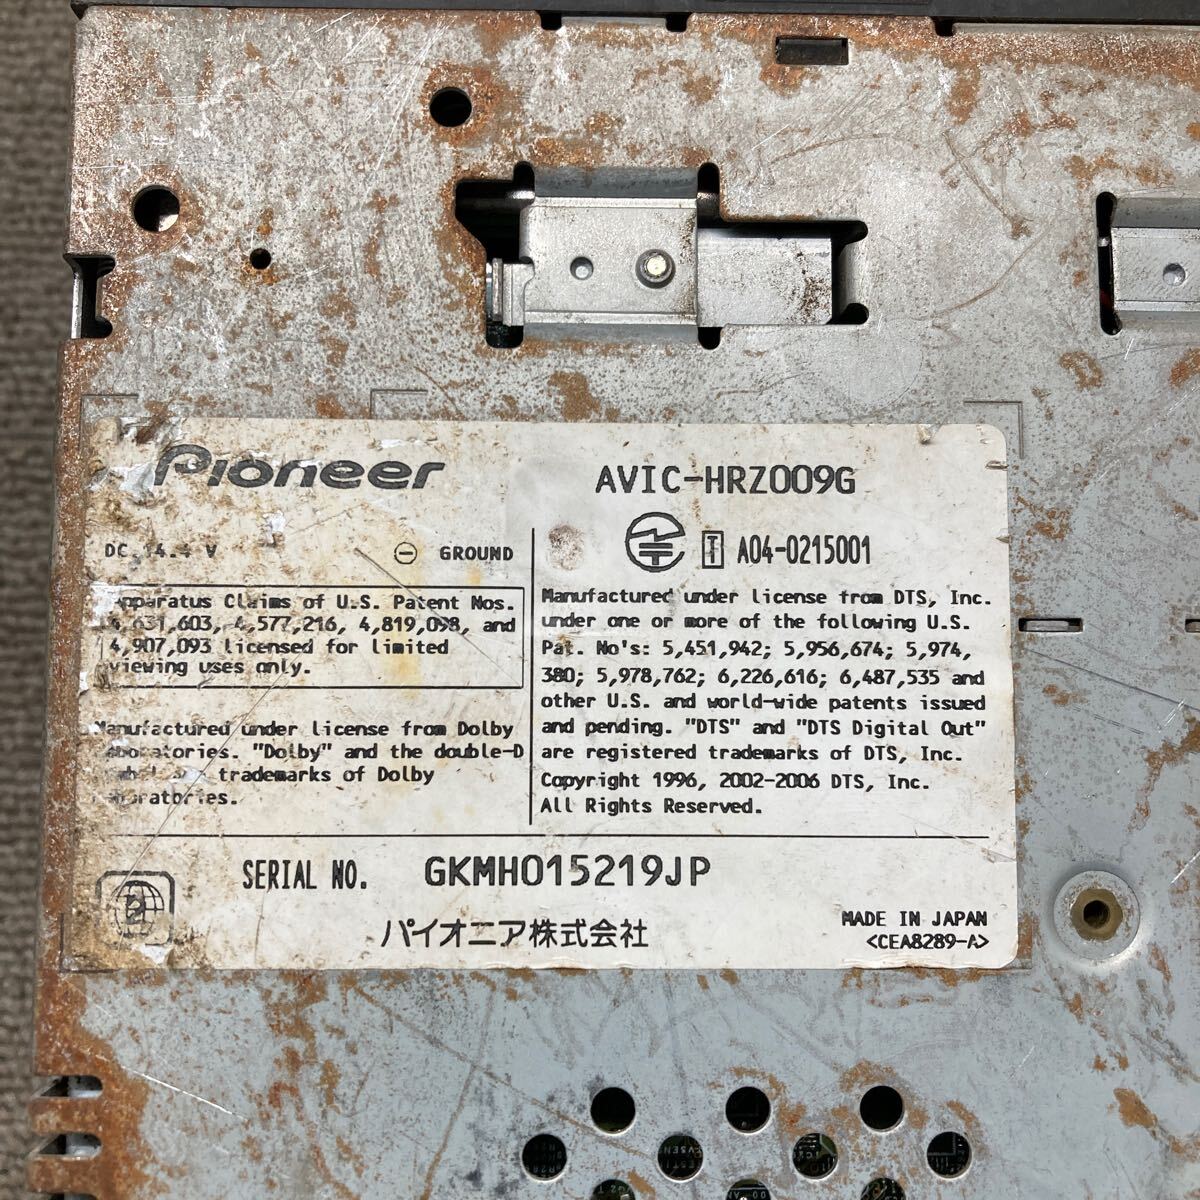 Pioneer
AVIC-HRZ009G
DC 14.4 V
⊖ GROUND
T A04-0215001
Apparatus Claims of U.S. Patent Nos.
4,631,603, 4,577,216, 4,819,098, and
4,907,093 licensed for limited
viewing uses only.
Manufactured under license from Dolby
Laboratories. "Dolby" and the double-D
trademarks of Dolby
Laboratories.
Manufactured under license from DTS, Inc.
under one or more of the following U.S.
Pat. No's: 5,451,942; 5,956,674; 5,974,
380; 5,978,762; 6,226,616; 6,487,535 and
other U.S. and world-wide patents issued
and pending. "DTS" and "DTS Digital Out"
are registered trademarks of DTS, Inc.
Copyright 1996, 2002-2006 DTS, Inc.
All Rights Reserved.
2
SERIAL NO. GKMH015219JP
パイオニア株式会社
MADE IN JAPAN
<CEA8289-A>